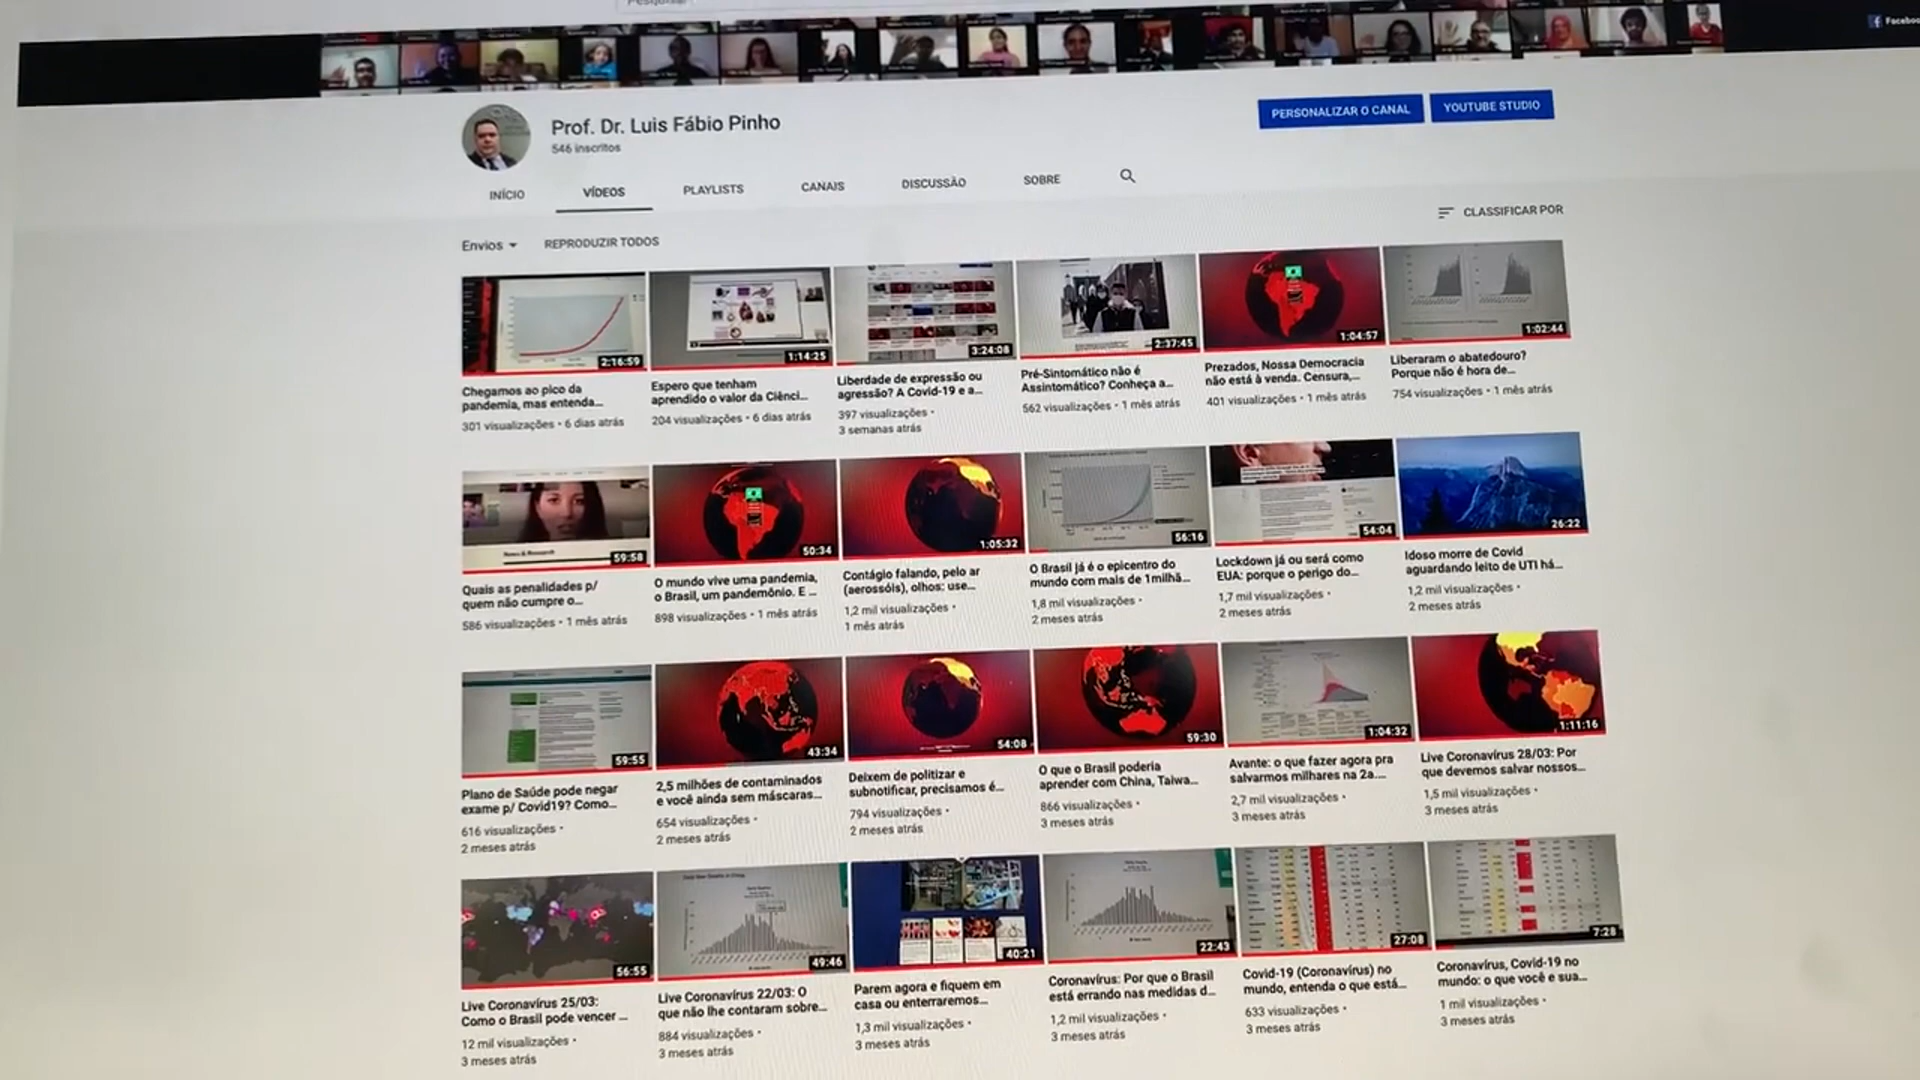 Prof. Dr. Luis Fábio Pinho
546 inscritos
PERSONALIZAR O CANAL
YOUTUBE STUDIO
INÍCIO
VÍDEOS
PLAYLISTS
CANAIS
DISCUSSÃO
SOBRE
CLASSIFICAR POR
Envios
REPRODUZIR TODOS
2:16:59
Chegamos ao pico da
pandemia, mas entenda...
301 visualizações • 6 dias atrás
1:14:25
Espero que tenham
aprendido o valor da Ciênci...
204 visualizações • 6 dias atrás
3:24:08
Liberdade de expressão ou
agressão? A Covid-19 e a...
397 visualizações •
3 semanas atrás
2:37:45
Pré-Sintomático não é
Assintomático? Conheça a...
562 visualizações • 1 mês atrás
1:04:57
Prezados, Nossa Democracia
não está à venda. Censura,...
401 visualizações • 1 mês atrás
1:02:44
Liberaram o abatedouro?
Porque não é hora de...
754 visualizações • 1 mês atrás
59:58
Quais as penalidades p/
quem não cumpre o...
586 visualizações • 1 mês atrás
50:34
O mundo vive uma pandemia,
o Brasil, um pandemônio. E ...
898 visualizações • 1 mês atrás
1:05:32
Contágio falando, pelo ar
(aerossóis), olhos: use...
1,2 mil visualizações •
1 mês atrás
56:16
O Brasil já é o epicentro do
mundo com mais de 1milhã...
1,8 mil visualizações •
2 meses atrás
54:04
Lockdown já ou será como
EUA: porque o perigo do...
1,7 mil visualizações •
2 meses atrás
26:22
Idoso morre de Covid
aguardando leito de UTI há...
1,2 mil visualizações •
2 meses atrás
59:55
Plano de Saúde pode negar
exame p/ Covid19? Como...
616 visualizações •
2 meses atrás
43:34
2,5 milhões de contaminados
e você ainda sem máscaras...
654 visualizações •
2 meses atrás
54:08
Deixem de politizar e
subnotificar, precisamos é...
794 visualizações •
2 meses atrás
59:30
O que o Brasil poderia
aprender com China, Taiwa...
866 visualizações •
3 meses atrás
1:04:32
Avante: o que fazer agora pra
salvarmos milhares na 2a....
2,7 mil visualizações •
3 meses atrás
1:11:16
Live Coronavírus 28/03: Por
que devemos salvar nossos...
1,5 mil visualizações •
3 meses atrás
56:55
Live Coronavírus 25/03:
Como o Brasil pode vencer ...
12 mil visualizações •
3 meses atrás
49:46
Live Coronavírus 22/03: O
que não lhe contaram sobre...
884 visualizações •
3 meses atrás
40:21
Parem agora e fiquem em
casa ou enterraremos...
1,3 mil visualizações •
3 meses atrás
22:43
Coronavírus: Por que o Brasil
está errando nas medidas d...
1,2 mil visualizações •
3 meses atrás
27:08
Covid-19 (Coronavírus) no
mundo, entenda o que está...
633 visualizações •
3 meses atrás
7:28
Coronavírus, Covid-19 no
mundo: o que você e sua...
1 mil visualizações •
3 meses atrás